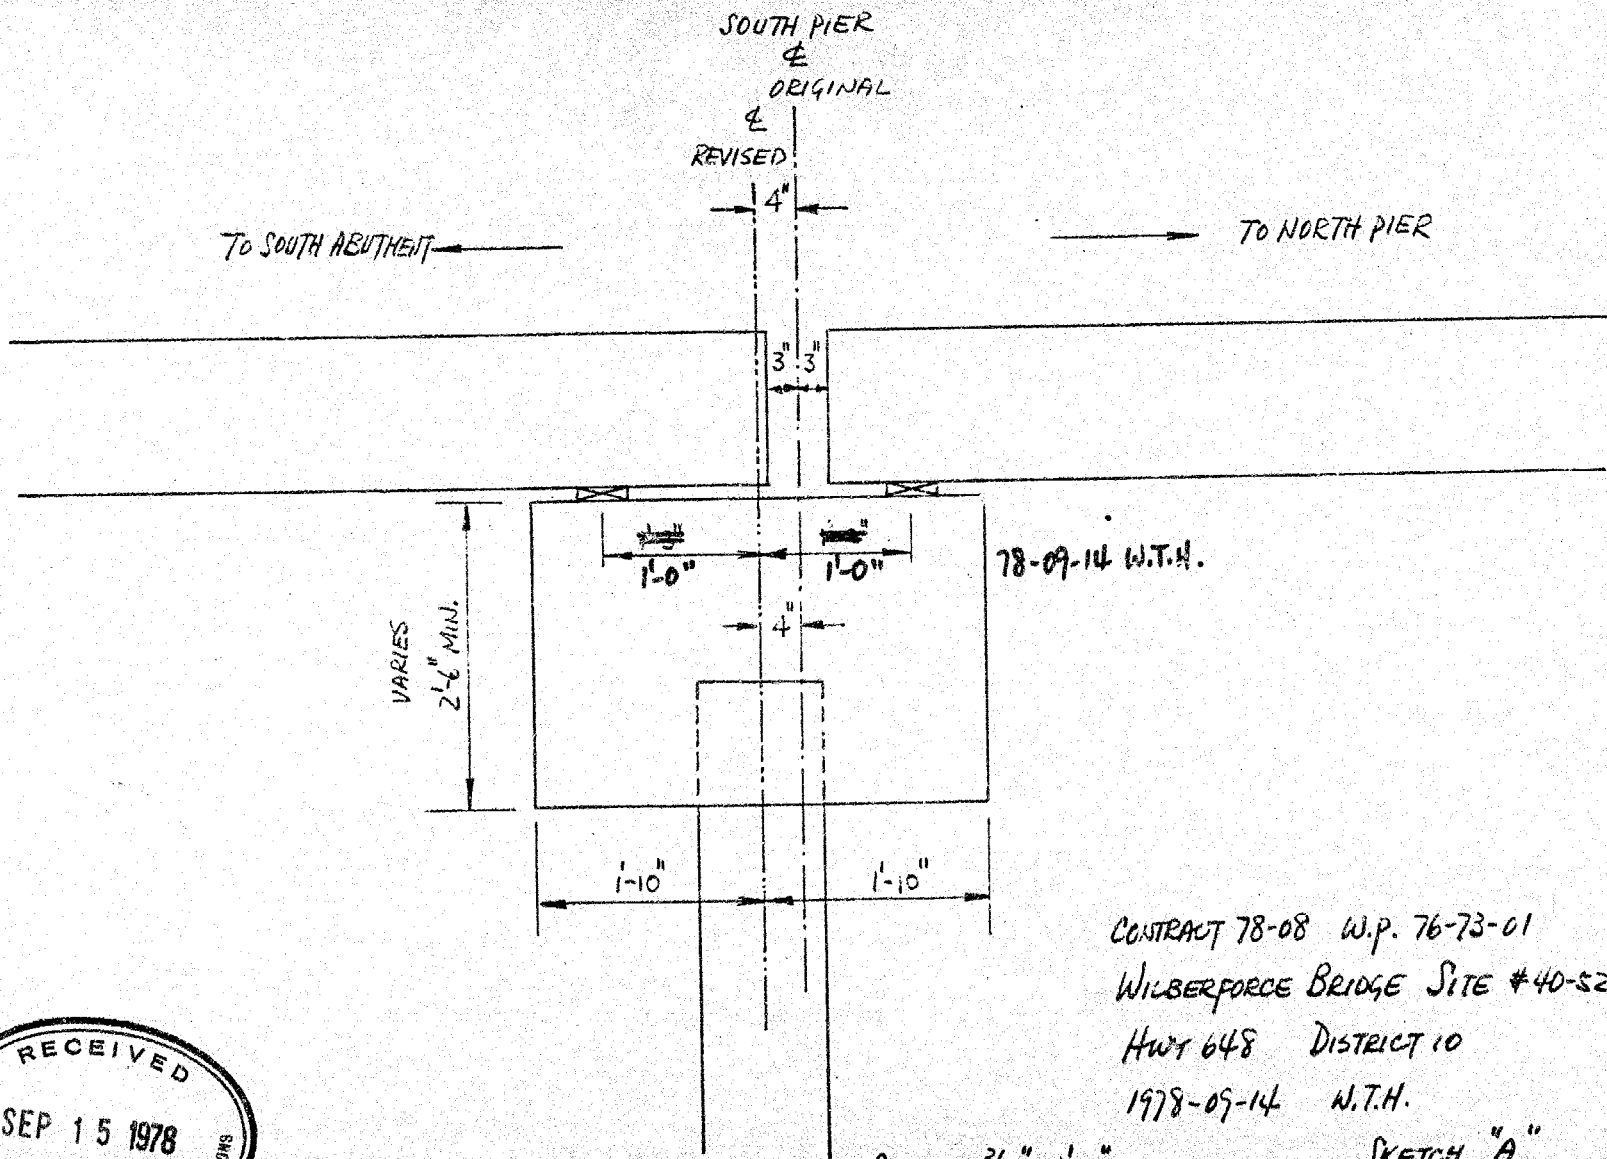 SOUTH PIER
℄
ORIGINAL
℄
REVISED
4"
TO SOUTH ABUTMENT
TO NORTH PIER
3" 3"
1'-0" 1'-0"
78-09-14 W.T.H.
4"
VARIES
2'-6" MIN.
1'-10" 1'-10"
CONTRACT 78-08 W.P. 76-73-01
WILBERFORCE BRIDGE SITE #40-52
HWY 648 DISTRICT 10
1978-09-14 W.T.H.
SKETCH "A"
RECEIVED
SEP 15 1978